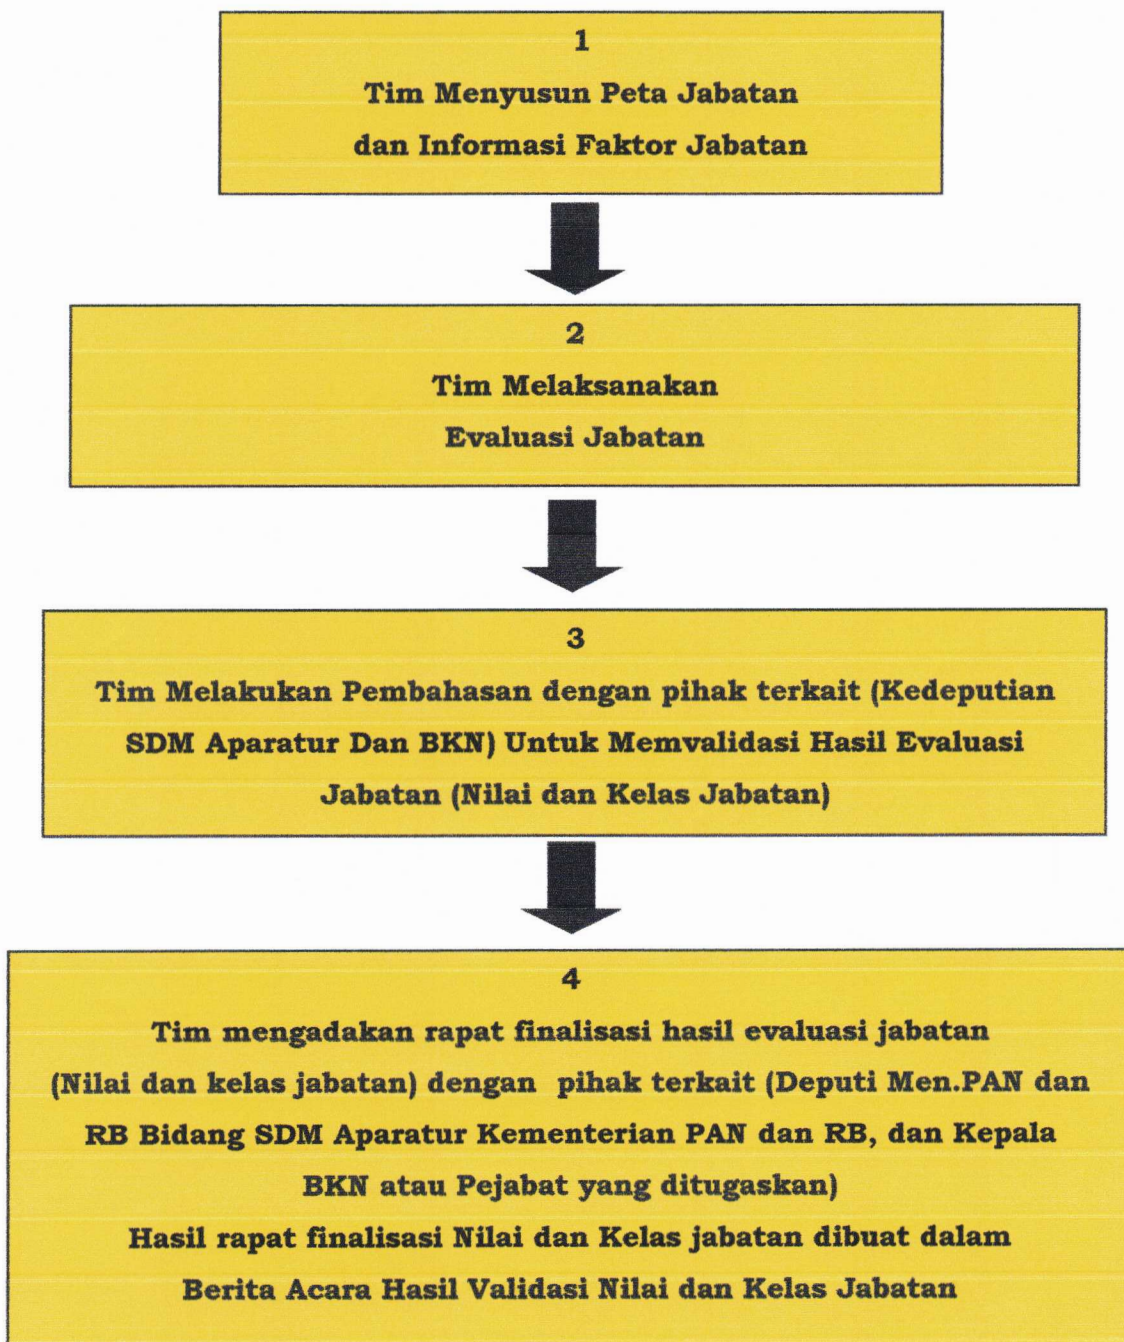 1
Tim Menyusun Peta Jabatan
dan Informasi Faktor Jabatan
2
Tim Melaksanakan
Evaluasi Jabatan
3
Tim Melakukan Pembahasan dengan pihak terkait (Kedeputian
SDM Aparatur Dan BKN) Untuk Memvalidasi Hasil Evaluasi
Jabatan (Nilai dan Kelas Jabatan)
4
Tim mengadakan rapat finalisasi hasil evaluasi jabatan
(Nilai dan kelas jabatan) dengan pihak terkait (Deputi Men.PAN dan
RB Bidang SDM Aparatur Kementerian PAN dan RB, dan Kepala
BKN atau Pejabat yang ditugaskan)
Hasil rapat finalisasi Nilai dan Kelas jabatan dibuat dalam
Berita Acara Hasil Validasi Nilai dan Kelas Jabatan